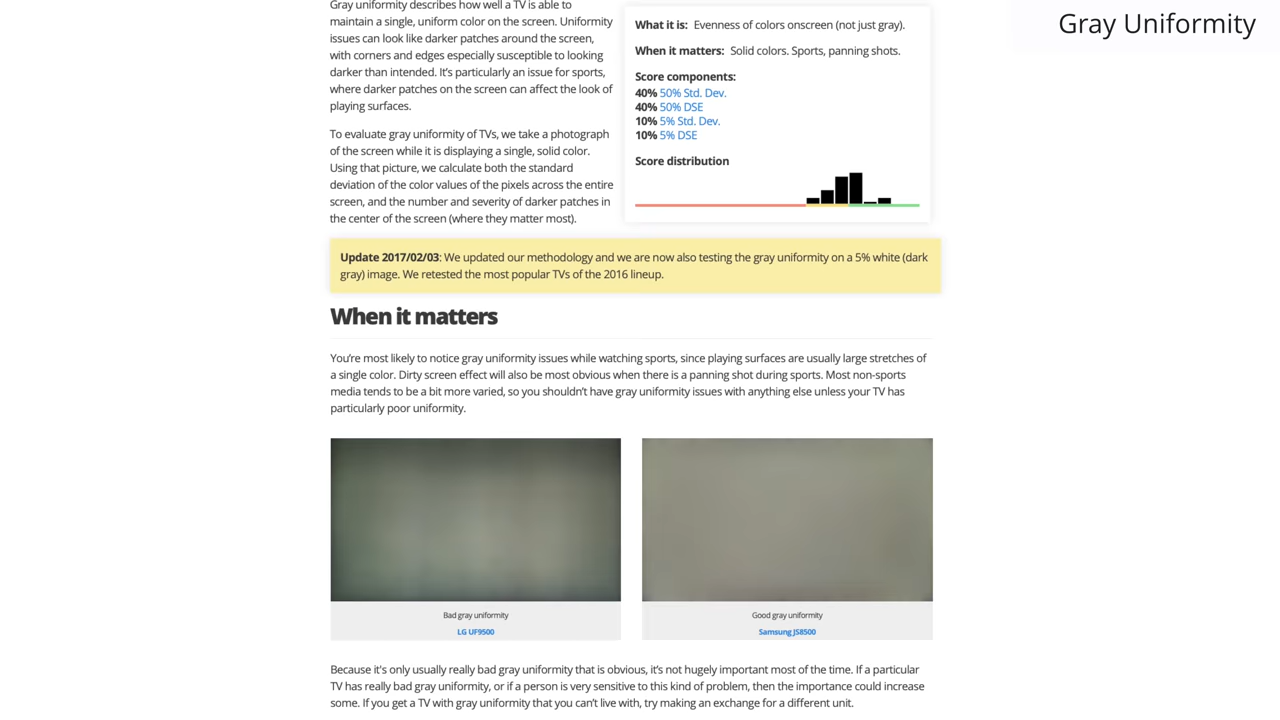 Gray Uniformity
Gray uniformity describes how well a TV is able to
maintain a single, uniform color on the screen. Uniformity
issues can look like darker patches around the screen,
with corners and edges especially susceptible to looking
darker than intended. It's particularly an issue for sports,
where darker patches on the screen can affect the look of
playing surfaces.
To evaluate gray uniformity of TVs, we take a photograph
of the screen while it is displaying a single, solid color.
Using that picture, we calculate both the standard
deviation of the color values of the pixels across the entire
screen, and the number and severity of darker patches in
the center of the screen (where they matter most).
What it is: Evenness of colors onscreen (not just gray).
When it matters: Solid colors. Sports, panning shots.
Score components:
40% 50% Std. Dev.
40% 50% DSE
10% 5% Std. Dev.
10% 5% DSE
Score distribution
Update 2017/02/03: We updated our methodology and we are now also testing the gray uniformity on a 5% white (dark
gray) image. We retested the most popular TVs of the 2016 lineup.
When it matters
You're most likely to notice gray uniformity issues while watching sports, since playing surfaces are usually large stretches of
a single color. Dirty screen effect will also be most obvious when there is a panning shot during sports. Most non-sports
media tends to be a bit more varied, so you shouldn't have gray uniformity issues with anything else unless your TV has
particularly poor uniformity.
Bad gray uniformity
LG UF9500
Good gray uniformity
Samsung JS8500
Because it's only usually really bad gray uniformity that is obvious, it's not hugely important most of the time. If a particular
TV has really bad gray uniformity, or if a person is very sensitive to this kind of problem, then the importance could increase
some. If you get a TV with gray uniformity that you can't live with, try making an exchange for a different unit.